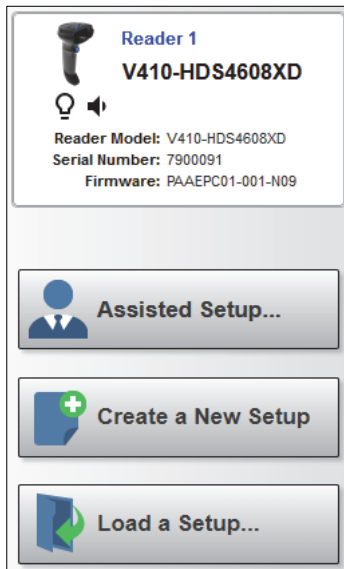 Reader 1
V410-HDS4608XD
Reader Model: V410-HDS4608XD
Serial Number: 7900091
Firmware: PAAEPC01-001-N09
Assisted Setup...
Create a New Setup
Load a Setup...